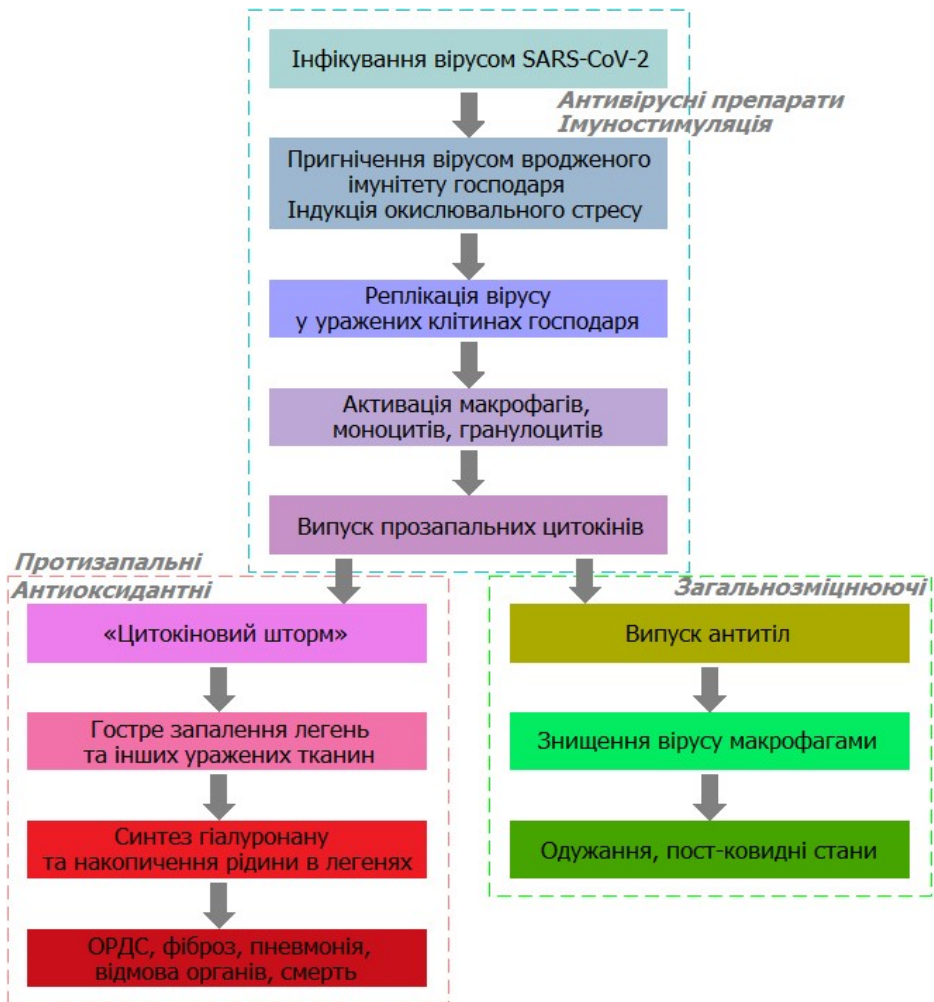 Інфікування вірусом SARS-CoV-2
Антивірусні препарати
Імуностимуляція
Пригнічення вірусом вродженого
імунітету господаря
Індукція окислювального стресу
Реплікація вірусу
у уражених клітинах господаря
Активація макрофагів,
моноцитів, гранулоцитів
Випуск прозапальних цитокінів
Протизапальні
Антиоксидантні
«Цитокіновий шторм»
Гостре запалення легень
та інших уражених тканин
Синтез гіалуронану
та накопичення рідини в легенях
ОРДС, фіброз, пневмонія,
відмова органів, смерть
Загальнозміцнюючі
Випуск антитіл
Знищення вірусу макрофагами
Одужання, пост-ковидні стани